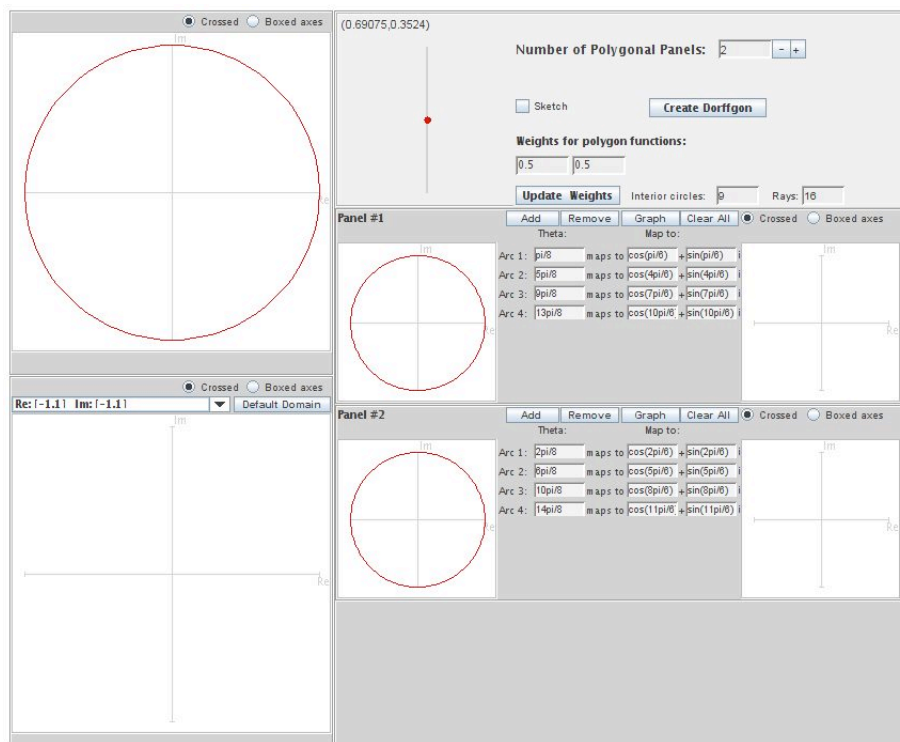 Crossed Boxed axes
Im
Re
(0.69075,0.3524)
Number of Polygonal Panels: 2 - +
Sketch Create Dorffgon
Weights for polygon functions:
0.5 0.5
Update Weights Interior circles: 9 Rays: 16
Panel #1 Add Remove Graph Clear All Crossed Boxed axes
Theta: Map to:
Im
Re
Arc 1: pi/8 maps to cos(pi/6) + sin(pi/6) i
Arc 2: 5pi/8 maps to cos(4pi/6) + sin(4pi/6) i
Arc 3: 9pi/8 maps to cos(7pi/6) + sin(7pi/6) i
Arc 4: 13pi/8 maps to cos(10pi/6) + sin(10pi/6) i
Im
Re
Crossed Boxed axes
Re:[-1,1] Im:[-1,1] Default Domain
Im
Re
Panel #2 Add Remove Graph Clear All Crossed Boxed axes
Theta: Map to:
Im
Re
Arc 1: 2pi/8 maps to cos(2pi/6) + sin(2pi/6) i
Arc 2: 6pi/8 maps to cos(5pi/6) + sin(5pi/6) i
Arc 3: 10pi/8 maps to cos(8pi/6) + sin(8pi/6) i
Arc 4: 14pi/8 maps to cos(11pi/6) + sin(11pi/6) i
Im
Re